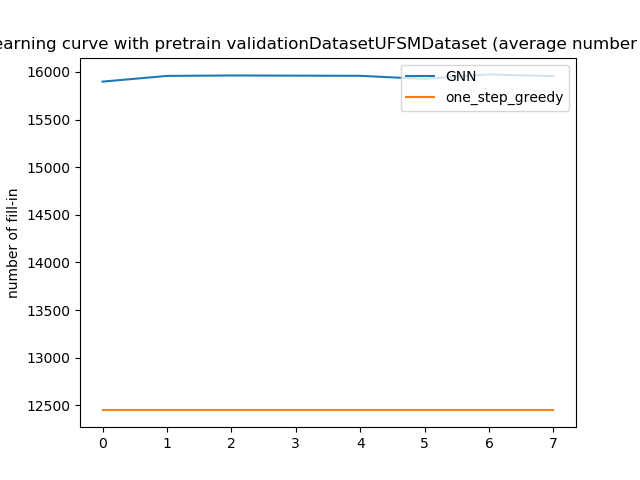 earning curve with pretrain validationDatasetUFSMDataset (average number
GNN
one_step_greedy
number of fill-in
16000
15500
15000
14500
14000
13500
13000
12500
0 1 2 3 4 5 6 7